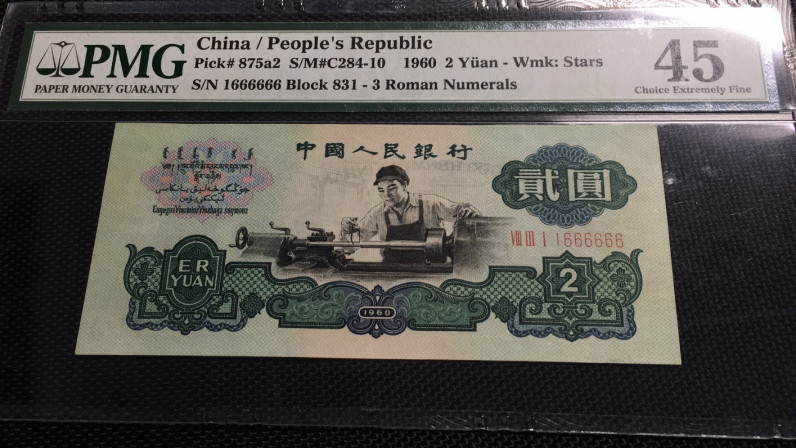 PMG
PAPER MONEY GUARANTY
China / People's Republic
Pick# 875a2 S/M#C284-10 1960 2 Yüan - Wmk: Stars
S/N 1666666 Block 831 - 3 Roman Numerals
45
Choice Extremely Fine
中國人民銀行
貳圓
VIII III I 1666666
ER
YUAN
2
1960